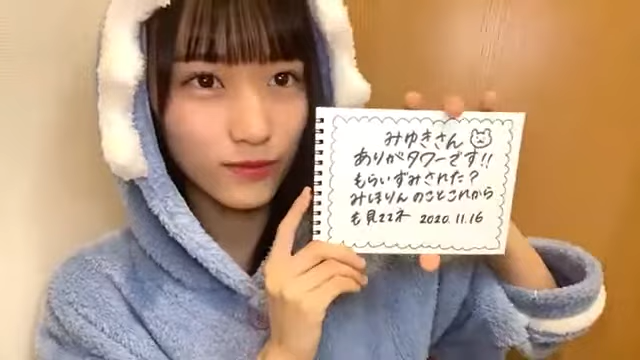 みゆきさん
ありがタワーです!!
もらいずみされた?
みほりんのことこれから
も見ててネ 2020.11.16